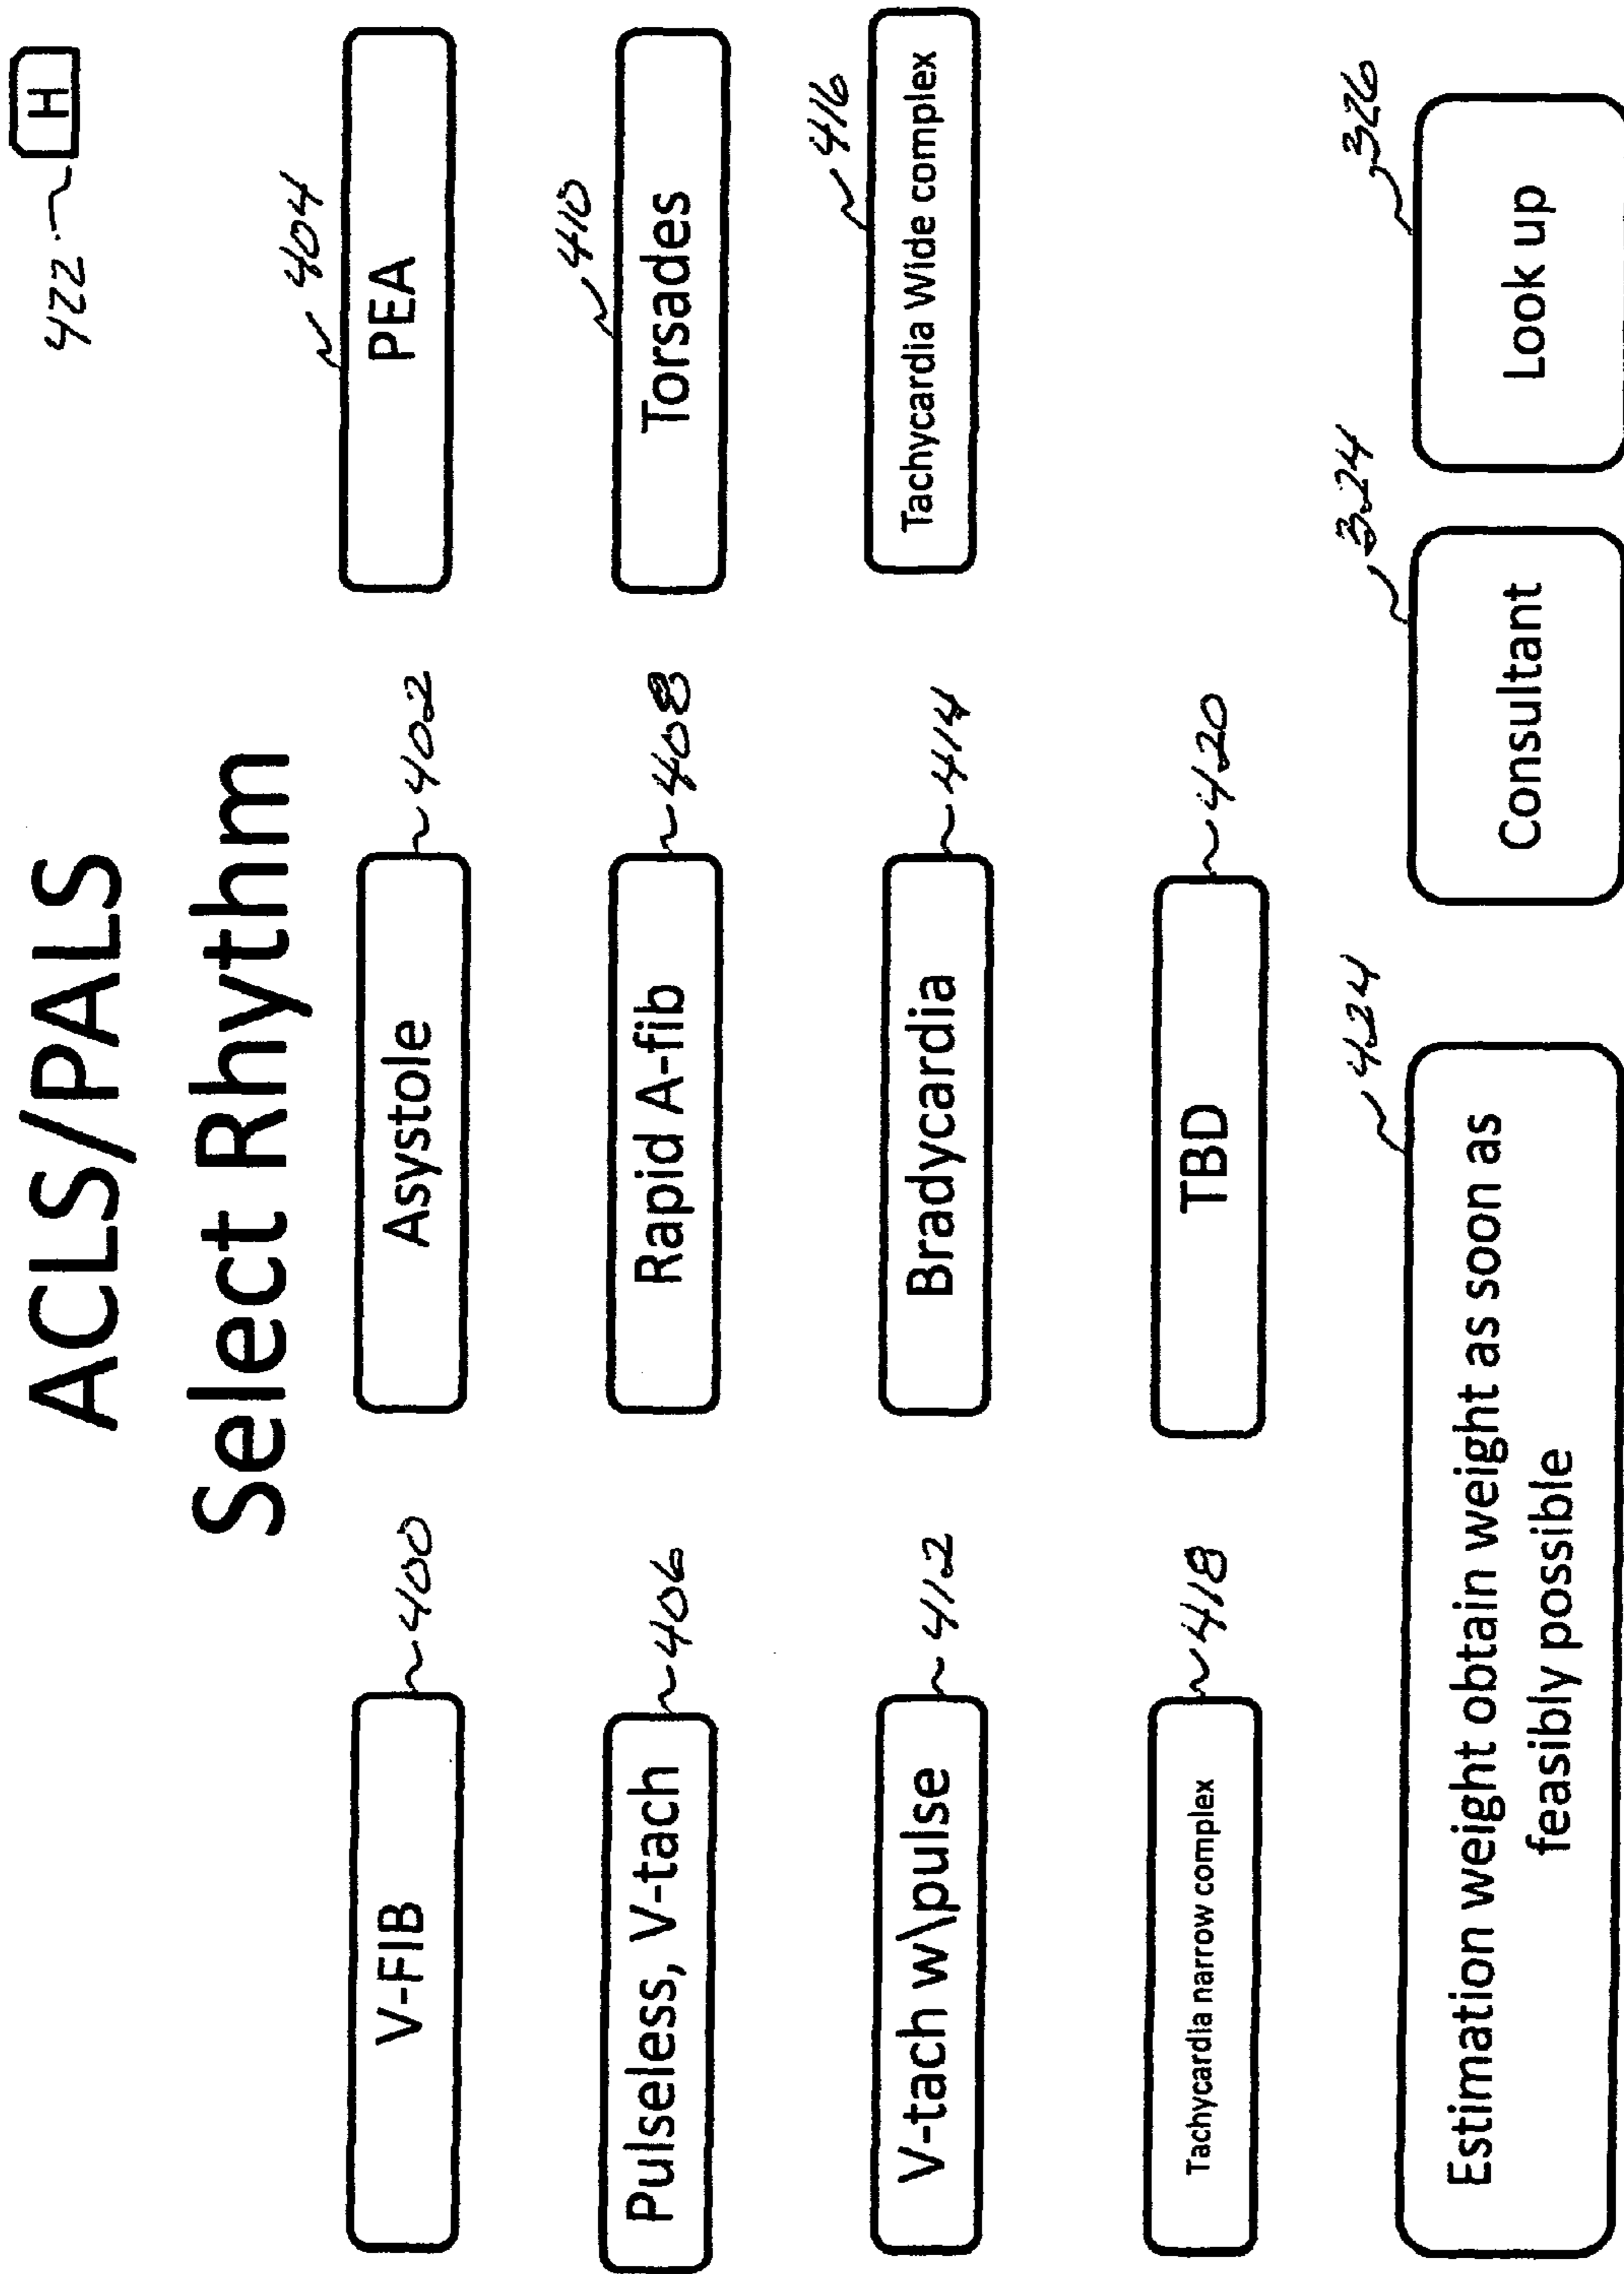 ACLS/PALS
422 H
Select Rhythm
V-FIB 400
Asystole 402
PEA 404
Pulseless, V-tach 406
Rapid A-fib 408
Torsades 410
V-tach w\pulse 412
Bradycardia 414
Tachycardia Wide complex 416
Tachycardia narrow complex 418
TBD 420
Estimation weight obtain weight as soon as
feasibly possible
424
Consultant 324
Look up 326